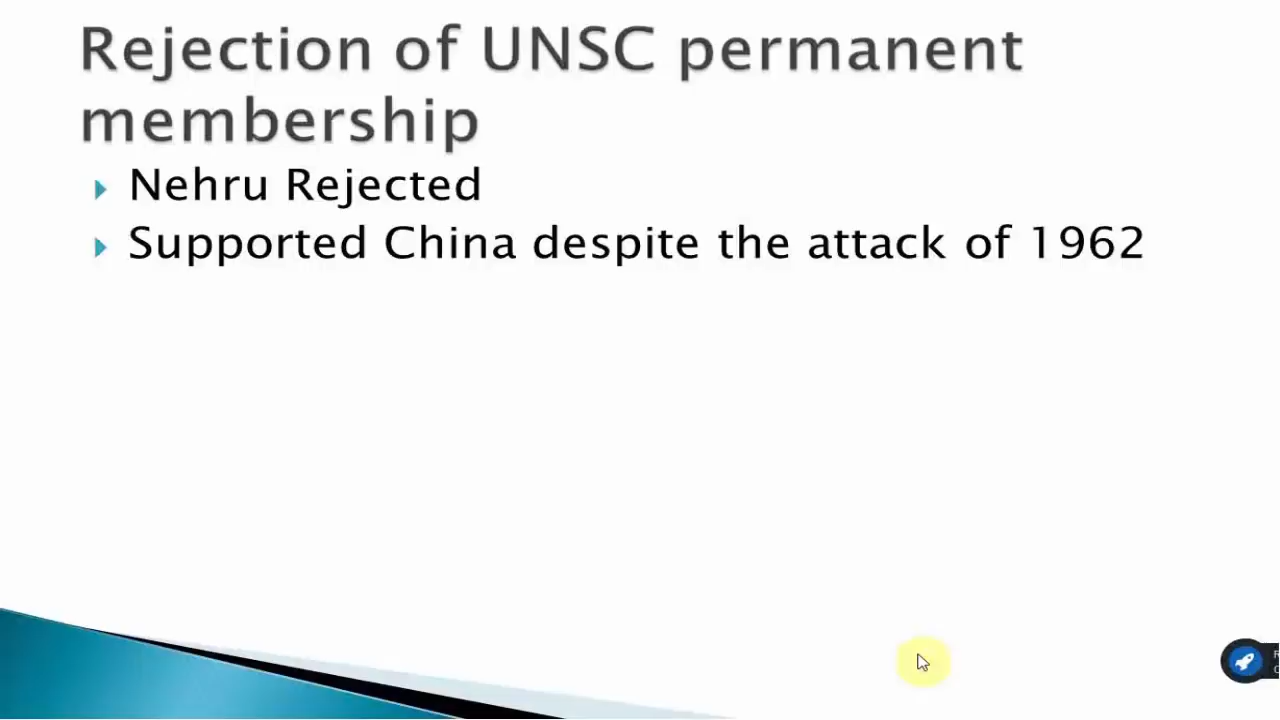 Rejection of UNSC permanent
membership
Nehru Rejected
Supported China despite the attack of 1962